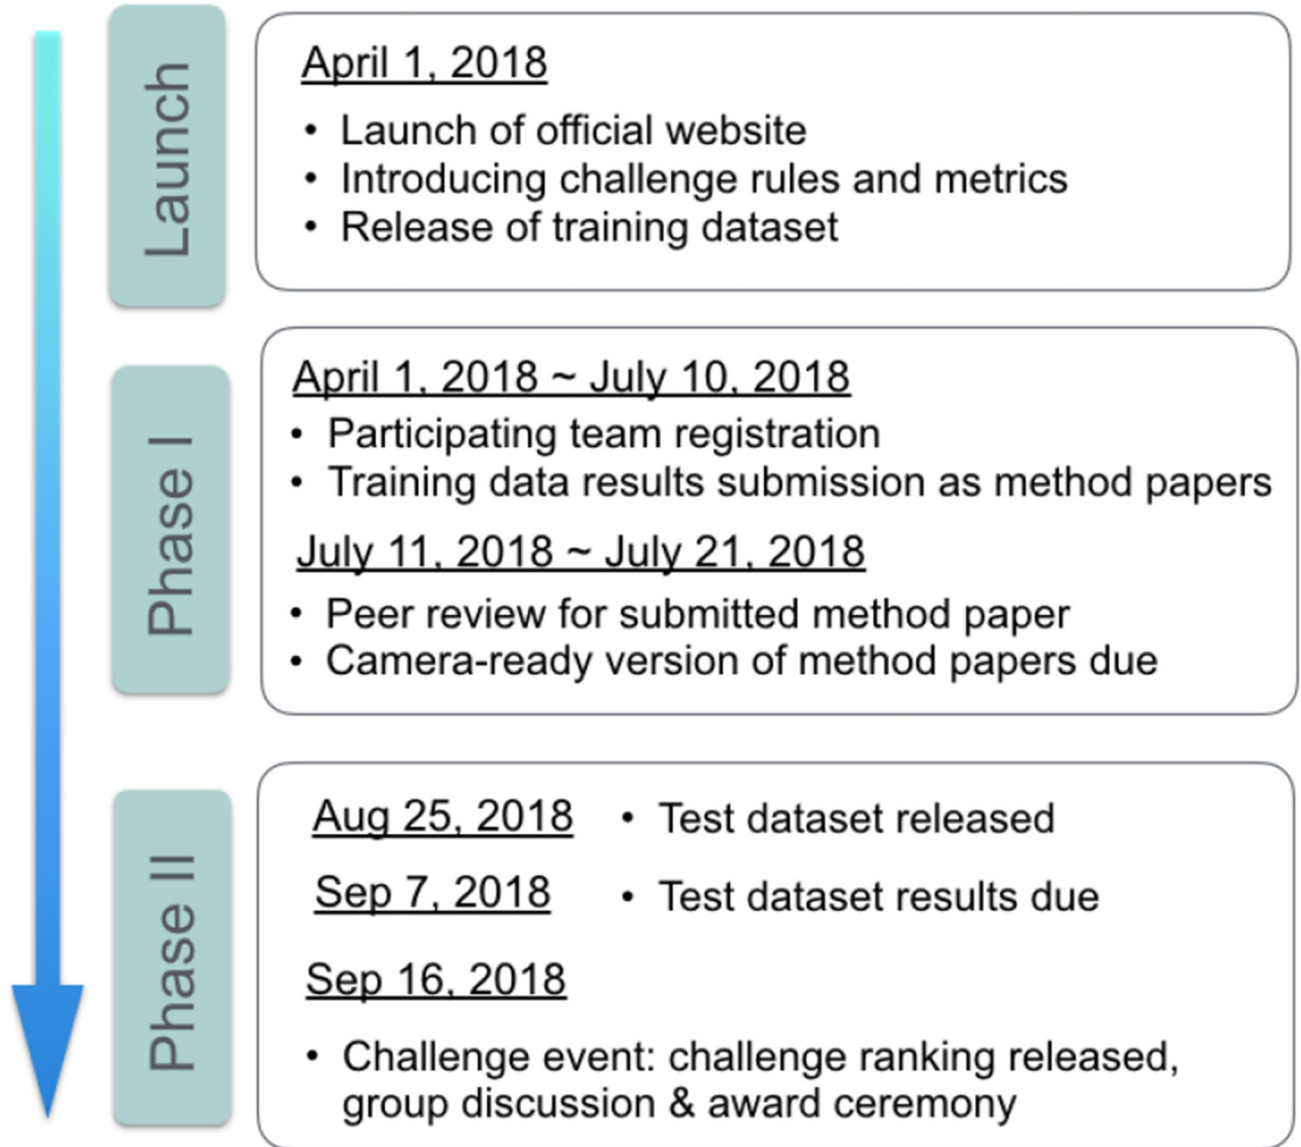 Launch
April 1, 2018
• Launch of official website
• Introducing challenge rules and metrics
• Release of training dataset
Phase I
April 1, 2018 ~ July 10, 2018
• Participating team registration
• Training data results submission as method papers
July 11, 2018 ~ July 21, 2018
• Peer review for submitted method paper
• Camera-ready version of method papers due
Phase II
Aug 25, 2018 • Test dataset released
Sep 7, 2018 • Test dataset results due
Sep 16, 2018
• Challenge event: challenge ranking released,
group discussion & award ceremony